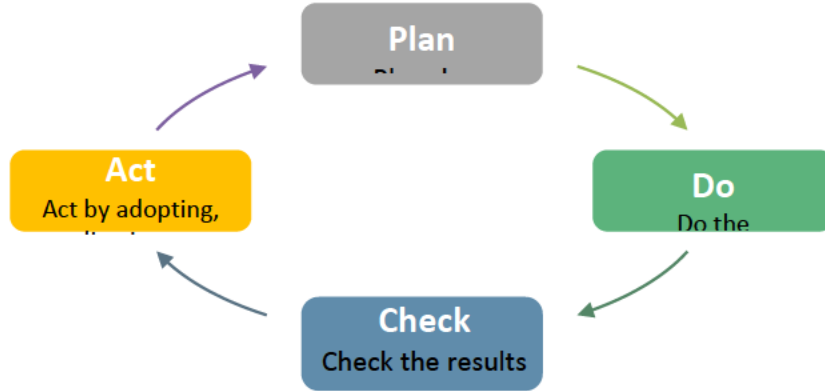 Plan
Do
Do the
Check
Check the results
Act
Act by adopting,